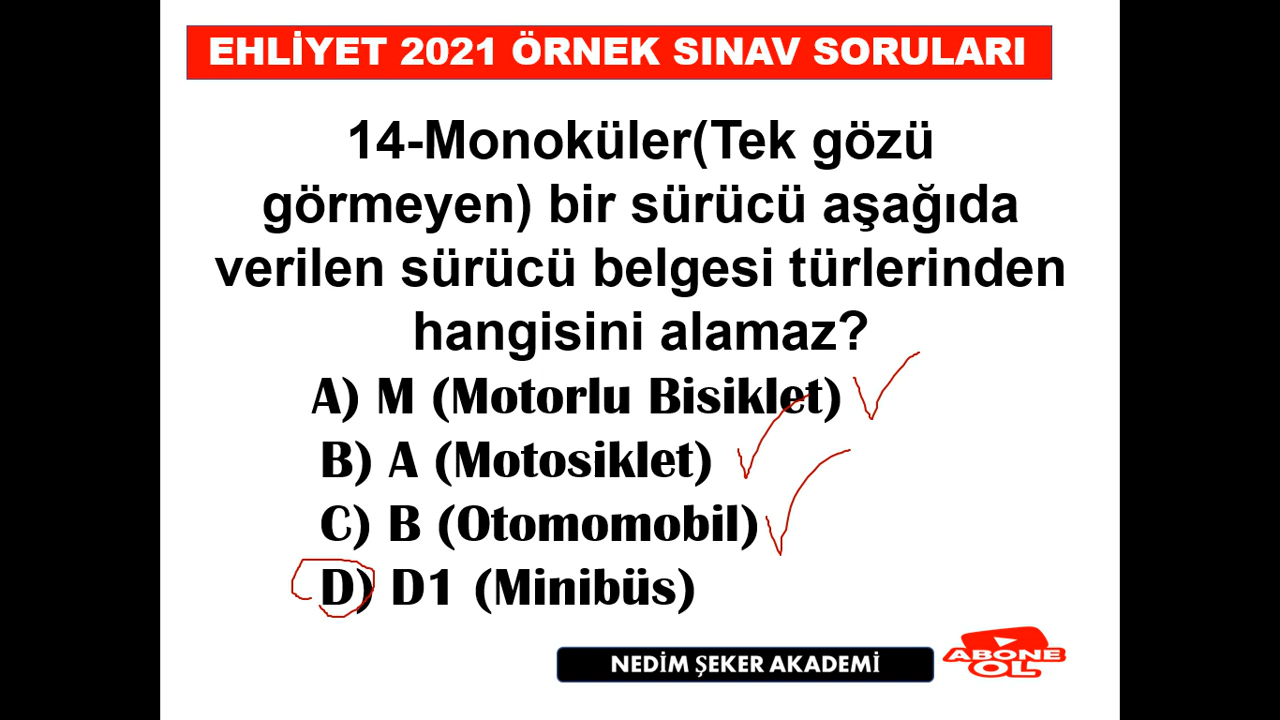 EHLİYET 2021 ÖRNEK SINAV SORULARI
14-Monoküler(Tek gözü
görmeyen) bir sürücü aşağıda
verilen sürücü belgesi türlerinden
hangisini alamaz?
A) M (Motorlu Bisiklet)
B) A (Motosiklet)
C) B (Otomomobil)
D) D1 (Minibüs)
NEDİM ŞEKER AKADEMİ
ABONE
OL